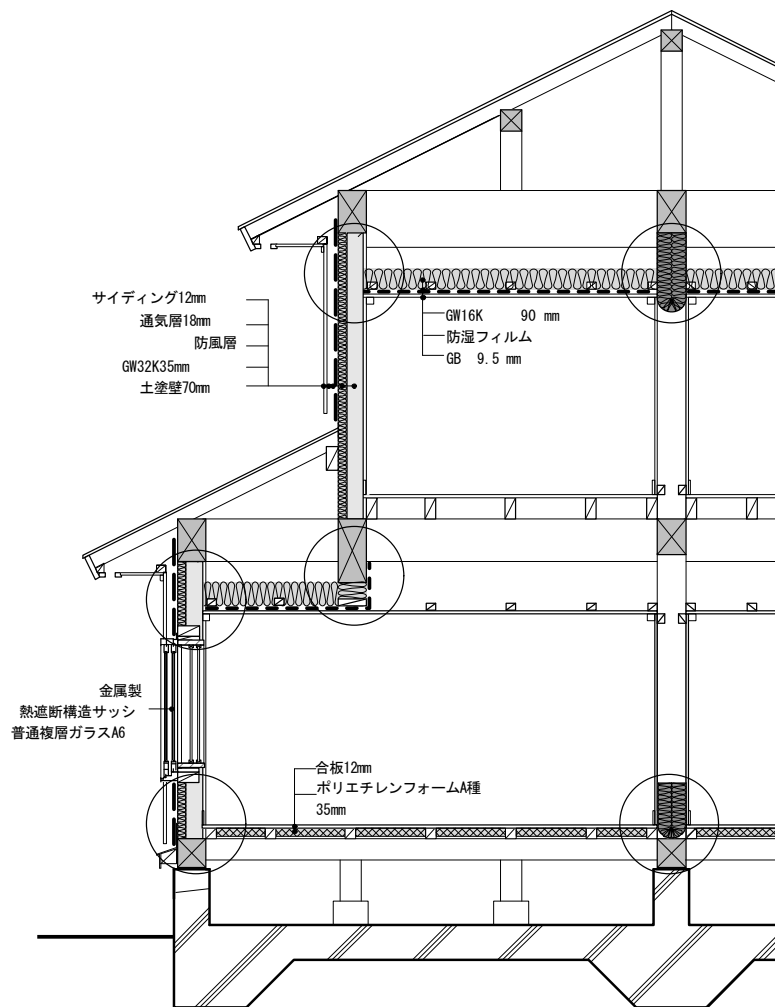 サイディング12mm
通気層18mm
防風層
GW32K35mm
土塗壁70mm
GW16K 90 mm
防湿フィルム
GB 9.5 mm
金属製
熱遮断構造サッシ
普通複層ガラスA6
合板12mm
ポリエチレンフォームA種
35mm